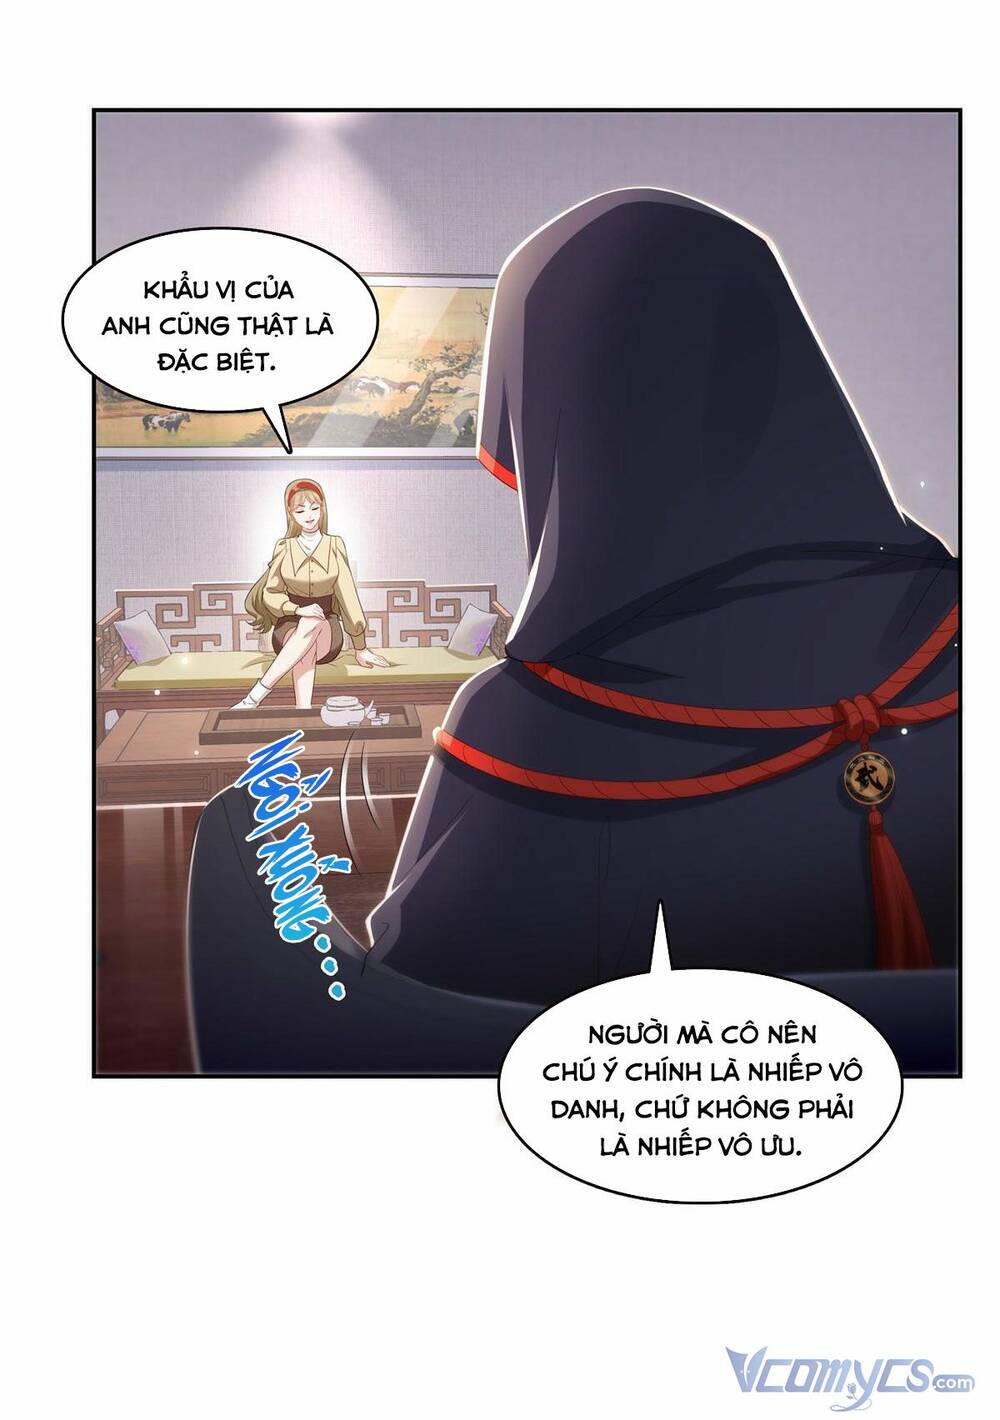 KHẨU VỊ CỦA
ANH CŨNG THẬT LÀ
ĐẶC BIỆT.
NGỒI XUỐNG...
貳
NGƯỜI MÀ CÔ NÊN
CHÚ Ý CHÍNH LÀ NHIẾP VÔ
DANH, CHỨ KHÔNG PHẢI
LÀ NHIẾP VÔ ƯU.
VCOMYCS.com